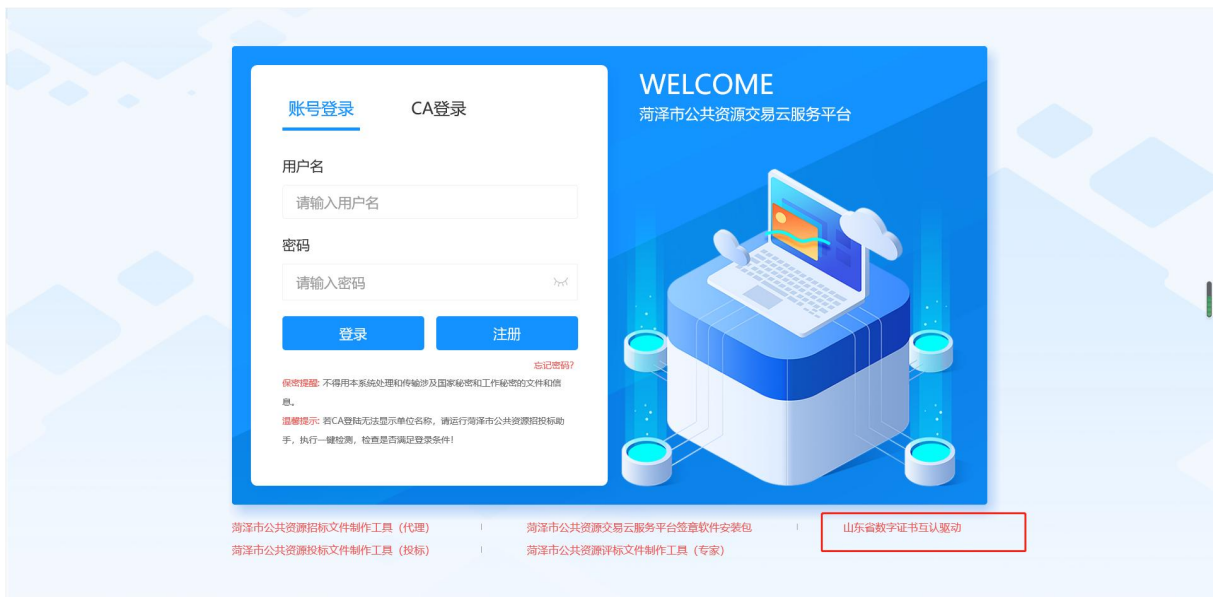 账号登录 CA登录
用户名
请输入用户名
密码
请输入密码
登录 注册
忘记密码?
保密提醒: 不得用本系统处理和传输涉及国家秘密和工作秘密的文件和信
息。
温馨提示: 若CA登陆无法显示单位名称，请运行菏泽市公共资源招投标助
手，执行一键检测，检查是否满足登录条件!
WELCOME
菏泽市公共资源交易云服务平台
菏泽市公共资源招标文件制作工具（代理） 菏泽市公共资源交易云服务平台签章软件安装包 山东省数字证书互认驱动
菏泽市公共资源投标文件制作工具（投标） 菏泽市公共资源评标文件制作工具（专家）